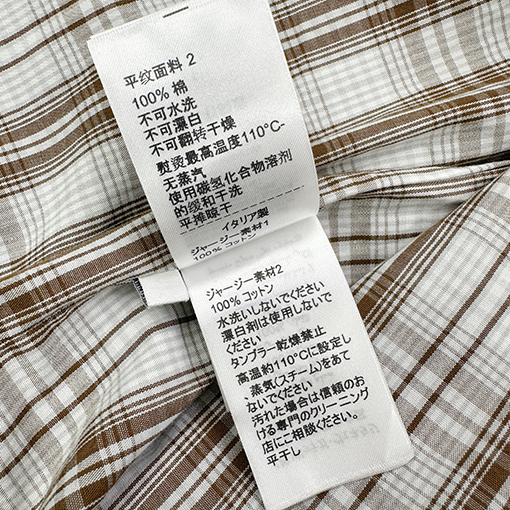 平纹面料 2
100% 棉
不可水洗
不可漂白
不可翻转干燥
熨烫最高温度110°C-
无蒸汽
使用碳氢化合物溶剂
的缓和干洗
平摊晾干
イタリア製
ジャージー素材1
100% コットン
ジャージー素材2
100% コットン
水洗いしないでください
漂白剤は使用しないで
ください
タンブラー乾燥禁止
高温約110°Cに設定し
、蒸気(スチーム)をあて
ないでください
汚れた場合は信頼のお
ける専門のクリーニング
店にご相談ください。
平干し